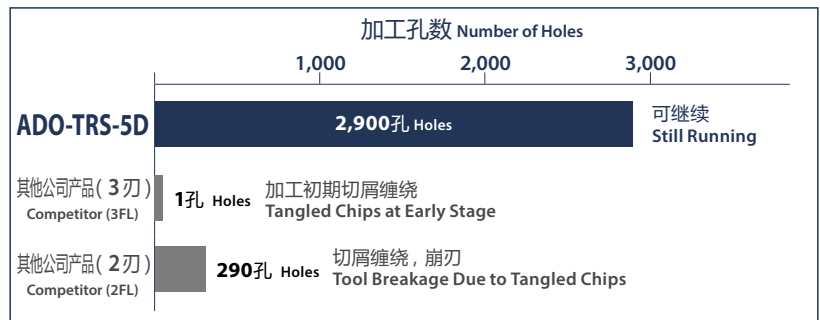 加工孔数 Number of Holes
1,000 2,000 3,000
ADO-TRS-5D 2,900孔 Holes 可继续
Still Running
其他公司产品( 3刃 ) 1孔 Holes 加工初期切屑缠绕
Competitor (3FL) Tangled Chips at Early Stage
其他公司产品( 2刃 ) 290孔 Holes 切屑缠绕 , 崩刃
Competitor (2FL) Tool Breakage Due to Tangled Chips